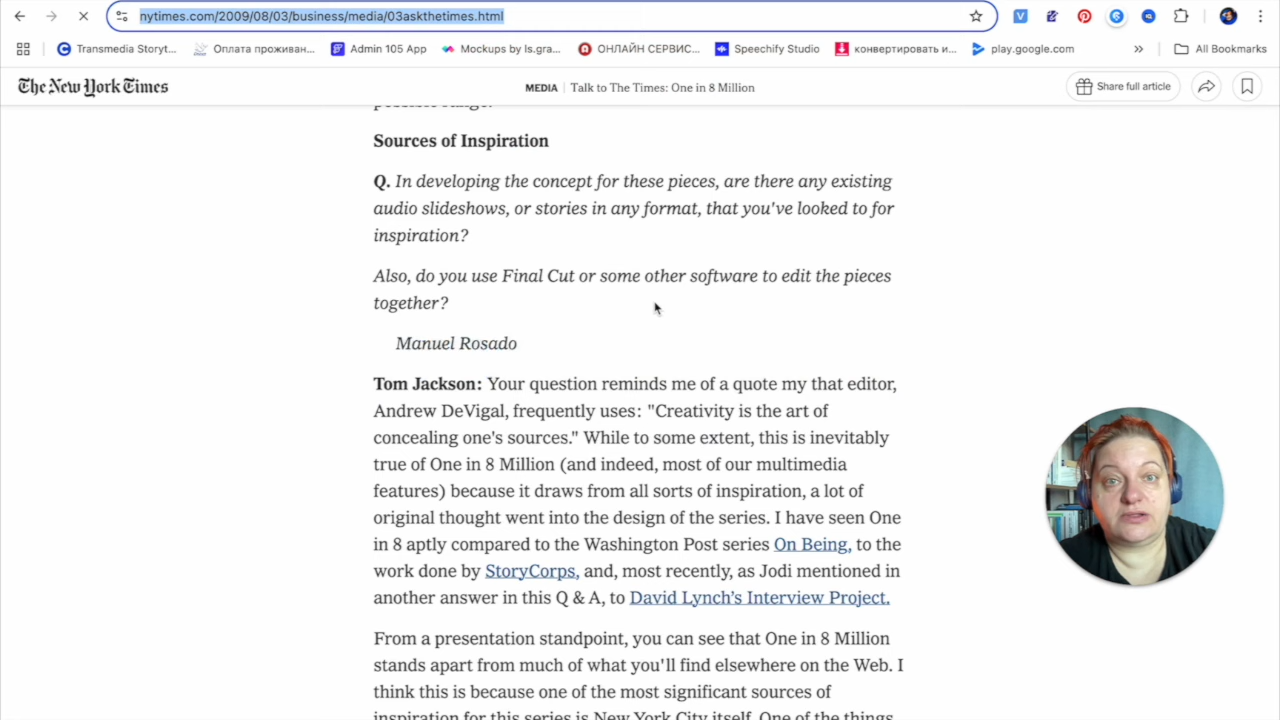 nytimes.com/2009/08/03/business/media/03askthetimes.html
Transmedia Storyt...
Оплата проживан...
Admin 105 App
Mockups by ls.gra...
ОНЛАЙН СЕРВИС...
Speechify Studio
конвертировать и...
play.google.com
All Bookmarks
The New York Times
MEDIA | Talk to The Times: One in 8 Million
Share full article
possible range.
Sources of Inspiration
Q. In developing the concept for these pieces, are there any existing
audio slideshows, or stories in any format, that you've looked to for
inspiration?
Also, do you use Final Cut or some other software to edit the pieces
together?
Manuel Rosado
Tom Jackson: Your question reminds me of a quote my that editor,
Andrew DeVigal, frequently uses: "Creativity is the art of
concealing one's sources." While to some extent, this is inevitably
true of One in 8 Million (and indeed, most of our multimedia
features) because it draws from all sorts of inspiration, a lot of
original thought went into the design of the series. I have seen One
in 8 aptly compared to the Washington Post series On Being, to the
work done by StoryCorps, and, most recently, as Jodi mentioned in
another answer in this Q & A, to David Lynch's Interview Project.
From a presentation standpoint, you can see that One in 8 Million
stands apart from much of what you'll find elsewhere on the Web. I
think this is because one of the most significant sources of
inspiration for this series is New York City itself. One of the things